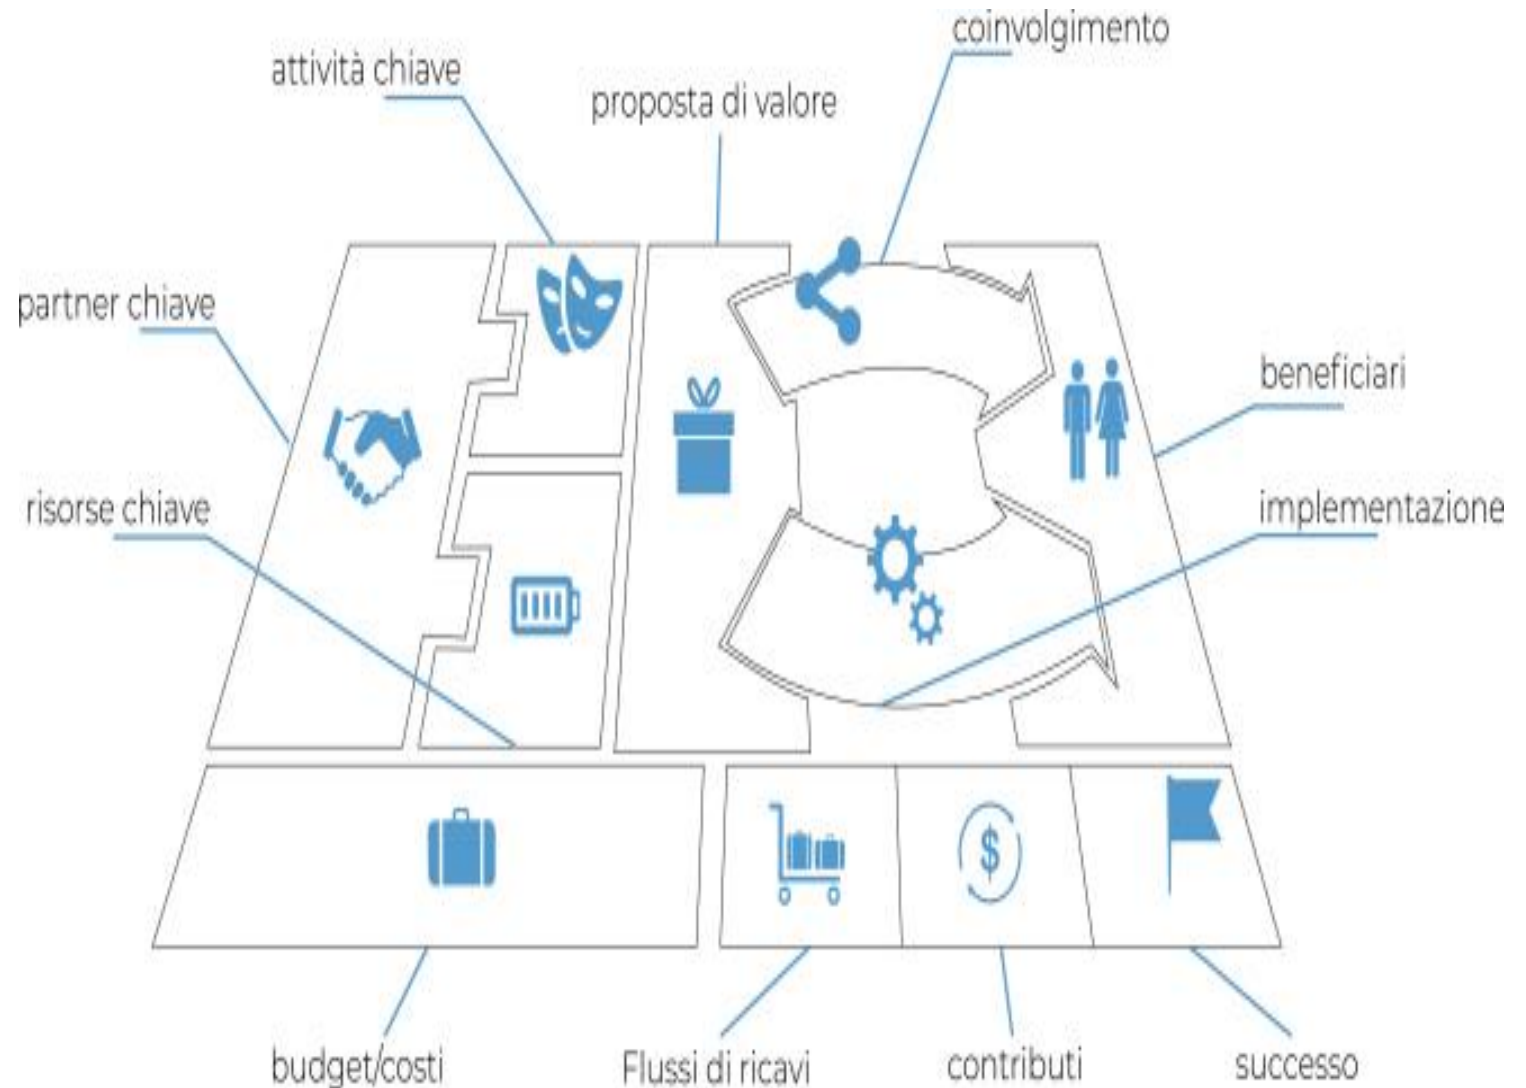 coinvolgimento
attività chiave
proposta di valore
partner chiave
beneficiari
risorse chiave
implementazione
$
budget/costi
Flussi di ricavi
contributi
successo